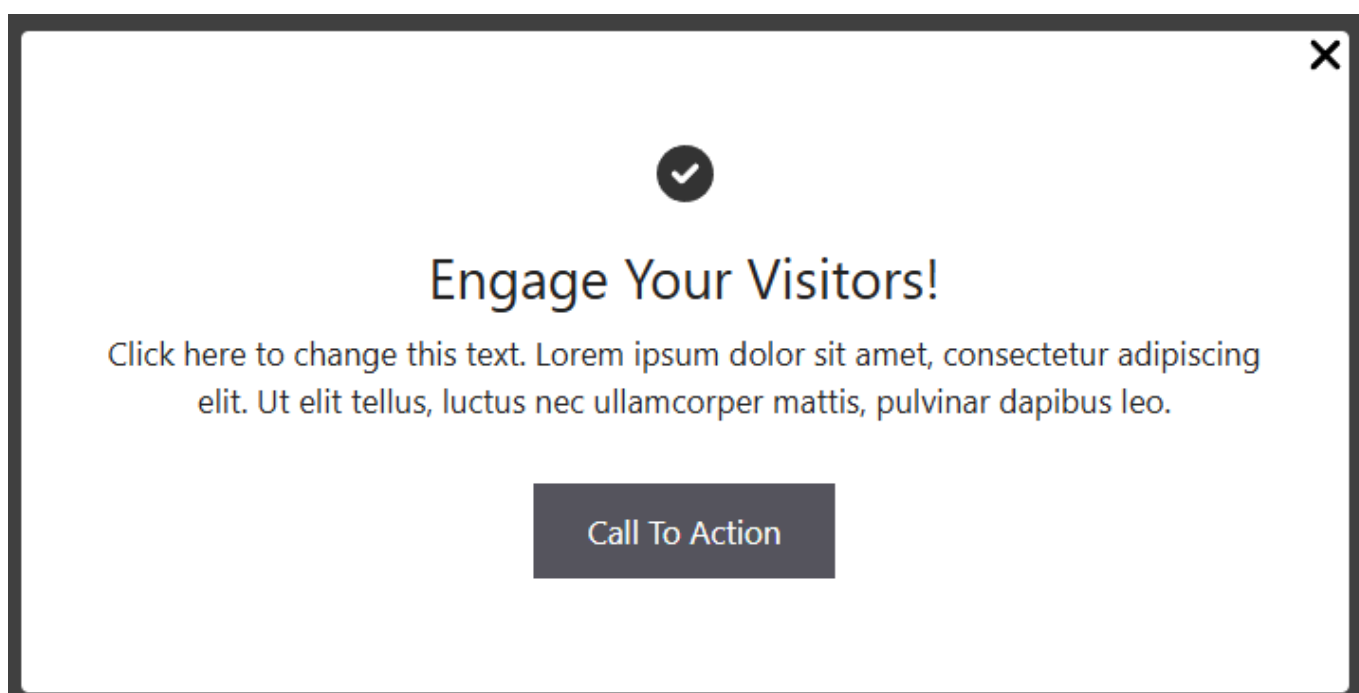 Engage Your Visitors!
Click here to change this text. Lorem ipsum dolor sit amet, consectetur adipiscing
elit. Ut elit tellus, luctus nec ullamcorper mattis, pulvinar dapibus leo.
Call To Action